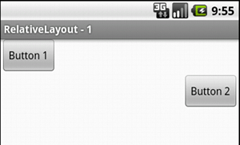 3G 9:55
RelativeLayout - 1
Button 1
Button 2